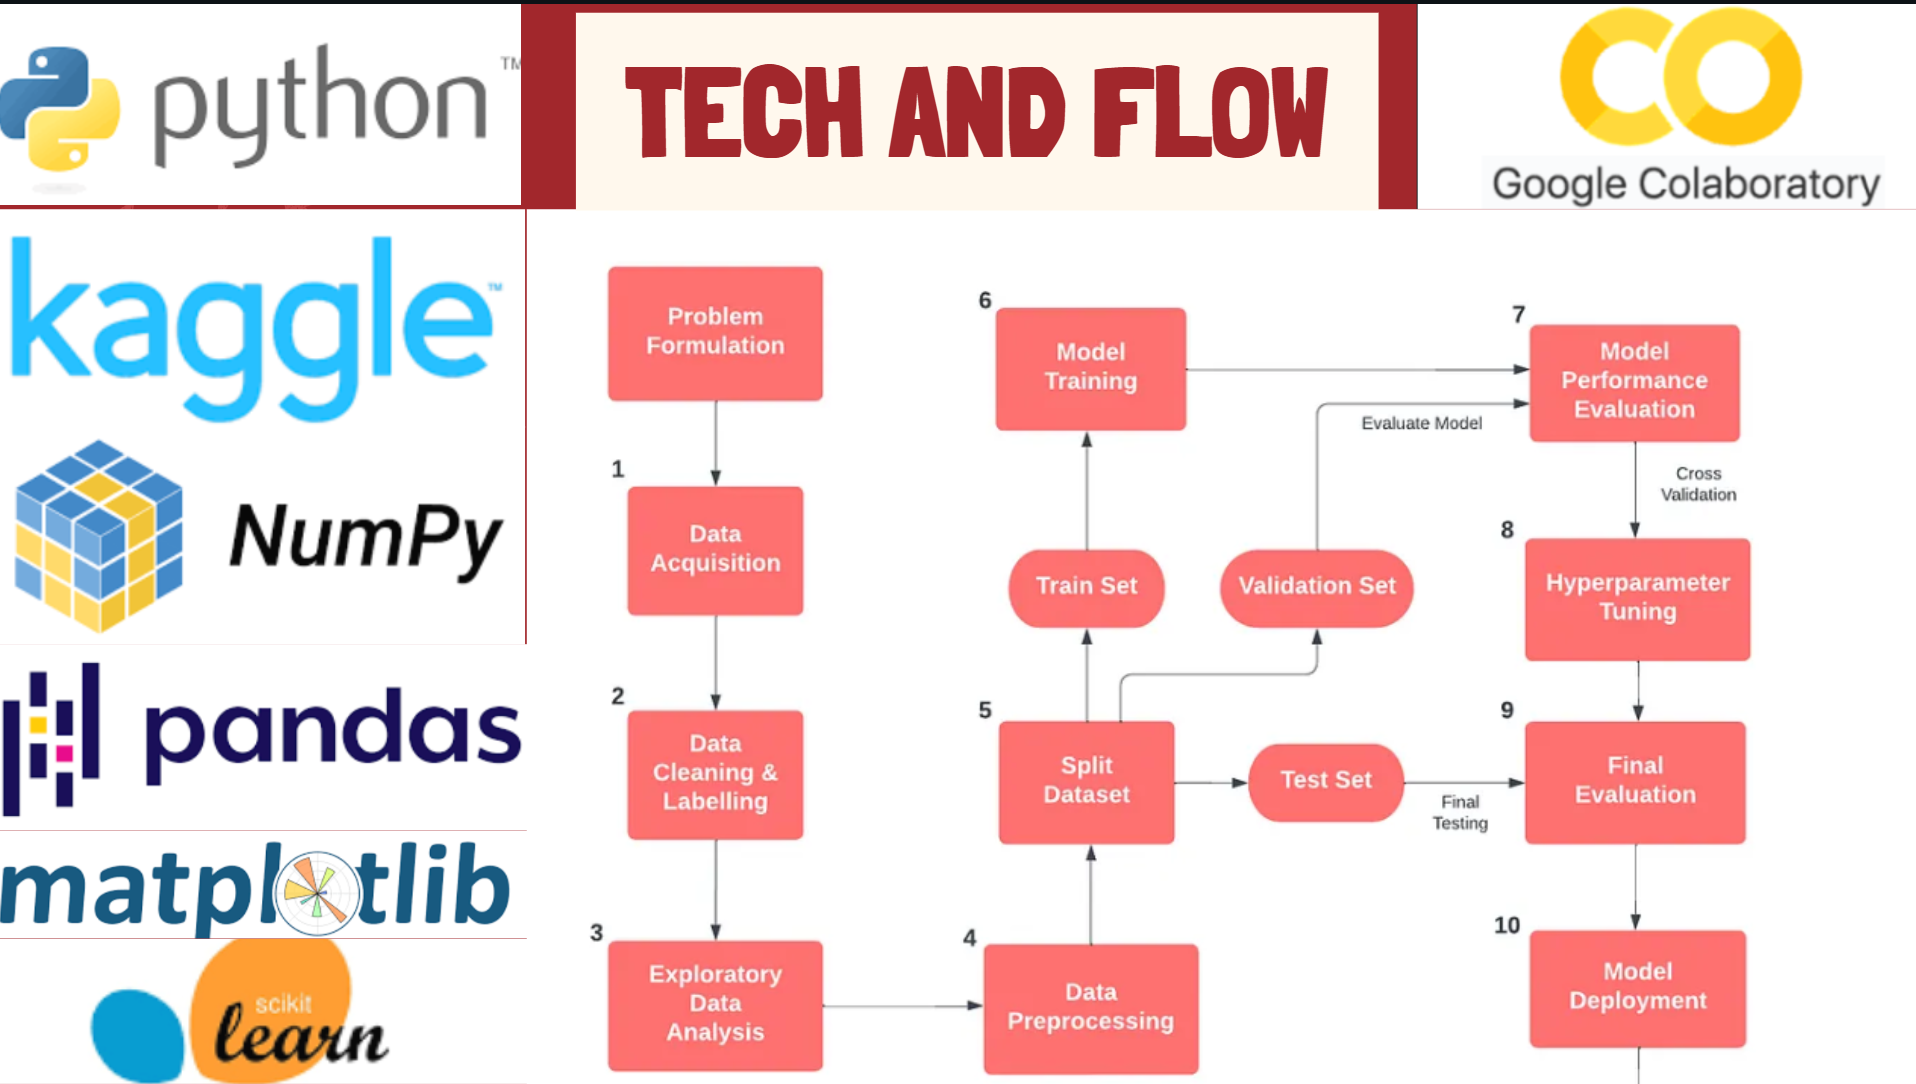 python TM
TECH AND FLOW
Google Colaboratory
kaggle TM
NumPy
pandas
matplotlib
scikit
learn
Problem
Formulation
1
Data
Acquisition
2
Data
Cleaning &
Labelling
3
Exploratory
Data
Analysis
4
Data
Preprocessing
5
Split
Dataset
Train Set
Validation Set
Test Set
6
Model
Training
Evaluate Model
7
Model
Performance
Evaluation
Cross
Validation
8
Hyperparameter
Tuning
Final
Testing
9
Final
Evaluation
10
Model
Deployment